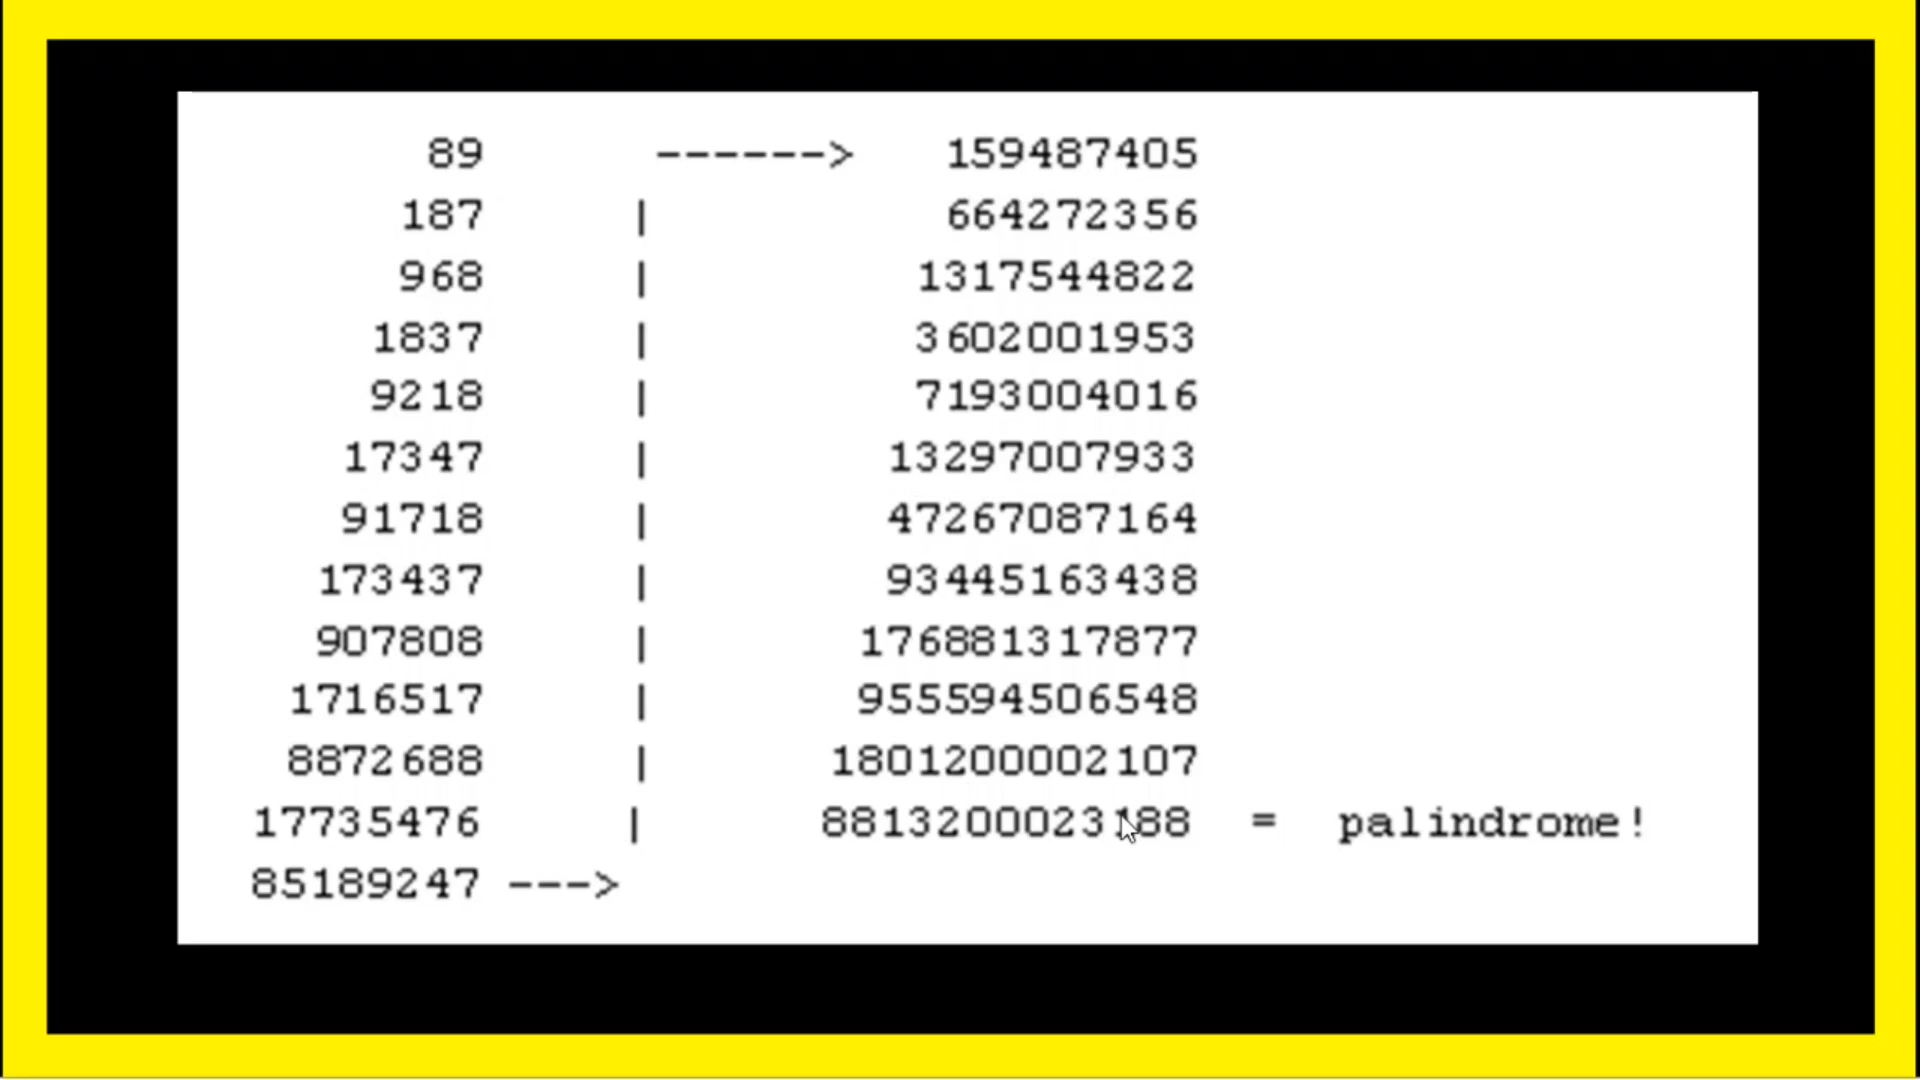 89 ------> 159487405
187 | 664272356
968 | 1317544822
1837 | 3602001953
9218 | 7193004016
17347 | 13297007933
91718 | 47267087164
173437 | 93445163438
907808 | 176881317877
1716517 | 955594506548
8872688 | 1801200002107
17735476 | 8813200023188 = palindrome!
85189247 --->